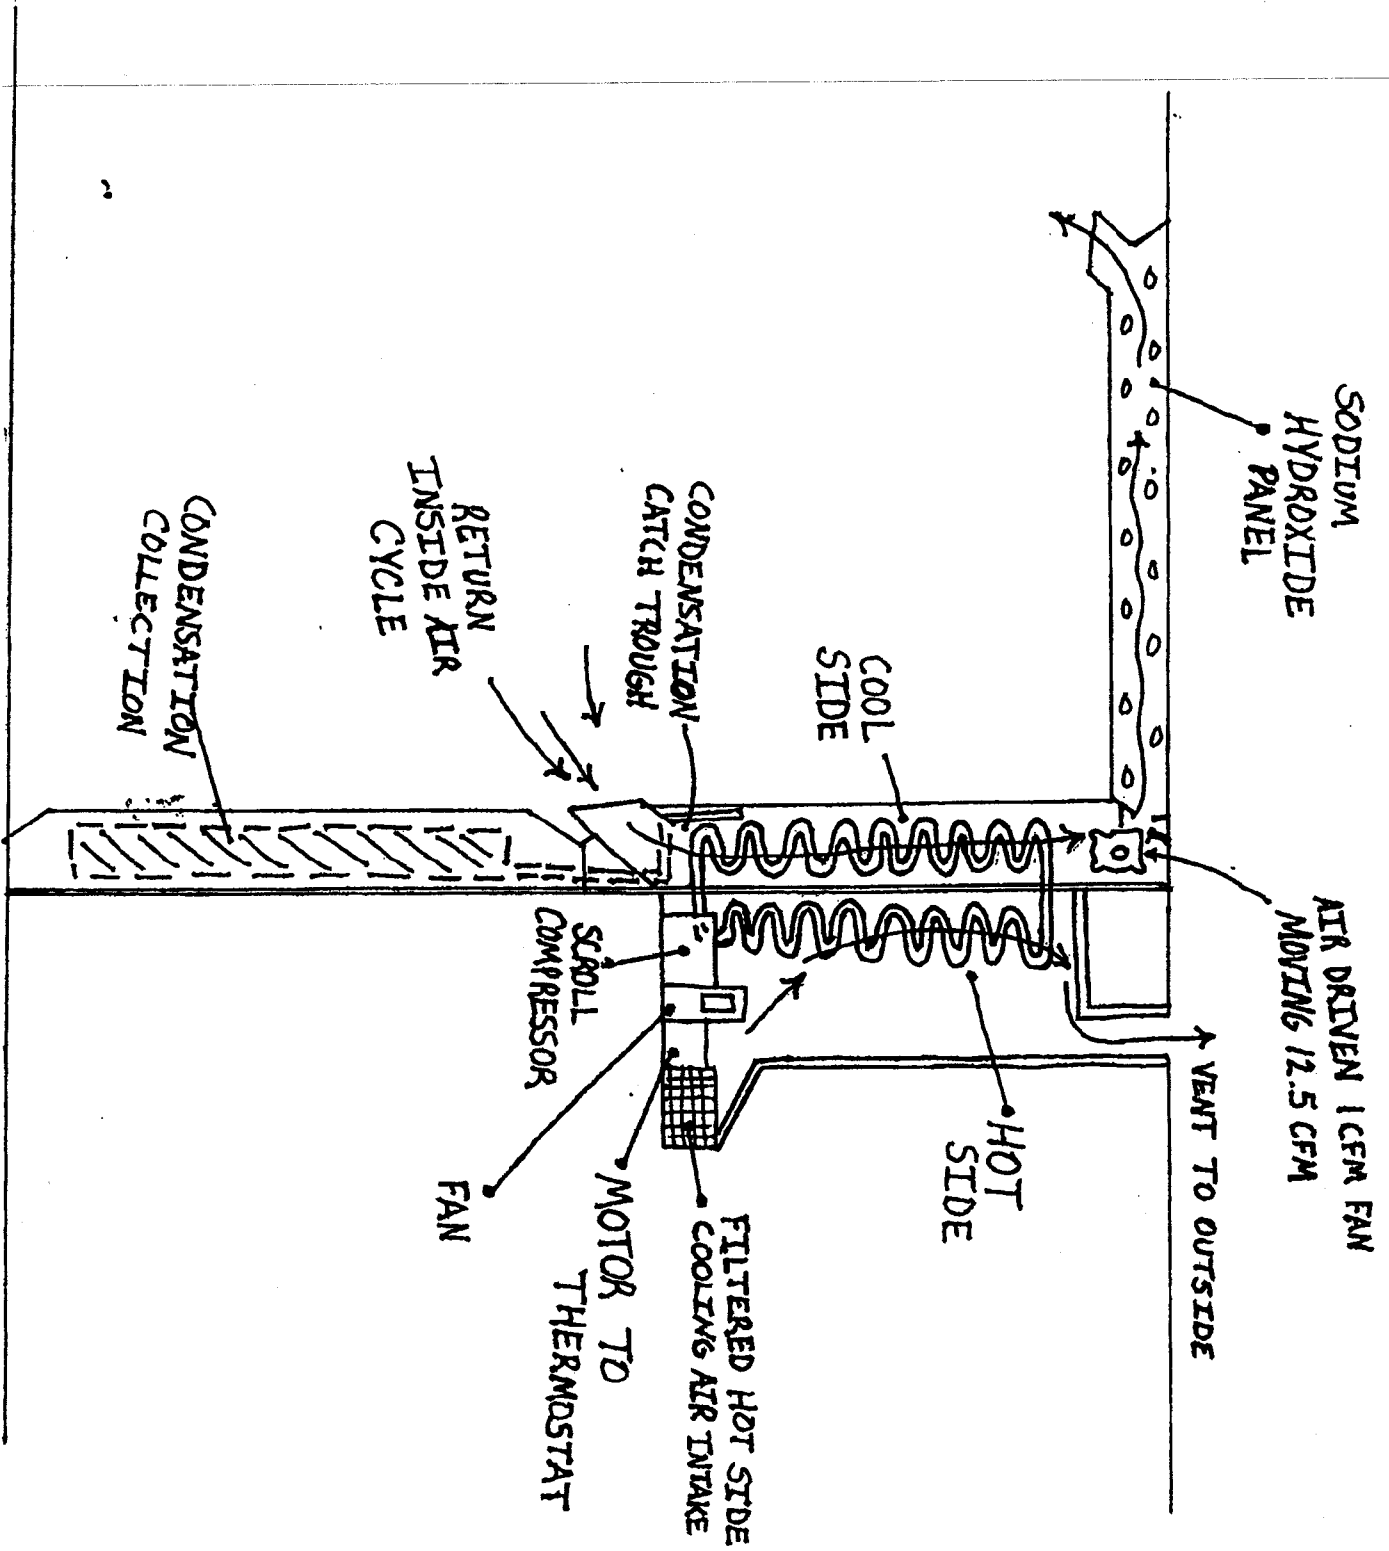 SODIUM
HYDROXIDE
PANEL
AIR DRIVEN 1 CFM FAN
MOVING 12.5 CFM
VENT TO OUTSIDE
COOL
SIDE
HOT
SIDE
CONDENSATION
CATCH TROUGH
RETURN
INSIDE AIR
CYCLE
CONDENSATION
COLLECTION
SCROLL
COMPRESSOR
FILTERED HOT SIDE
COOLING AIR INTAKE
MOTOR TO
THERMOSTAT
FAN